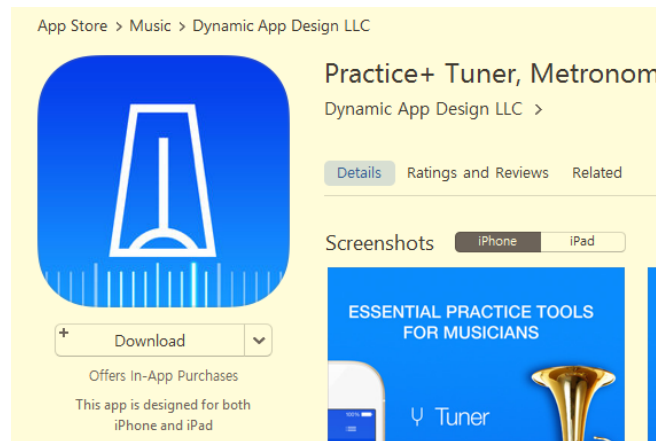 App Store > Music > Dynamic App Design LLC
Practice+ Tuner, Metronom
Dynamic App Design LLC >
Details Ratings and Reviews Related
Screenshots iPhone iPad
ESSENTIAL PRACTICE TOOLS
FOR MUSICIANS
Tuner
+ Download
Offers In-App Purchases
This app is designed for both
iPhone and iPad
100%